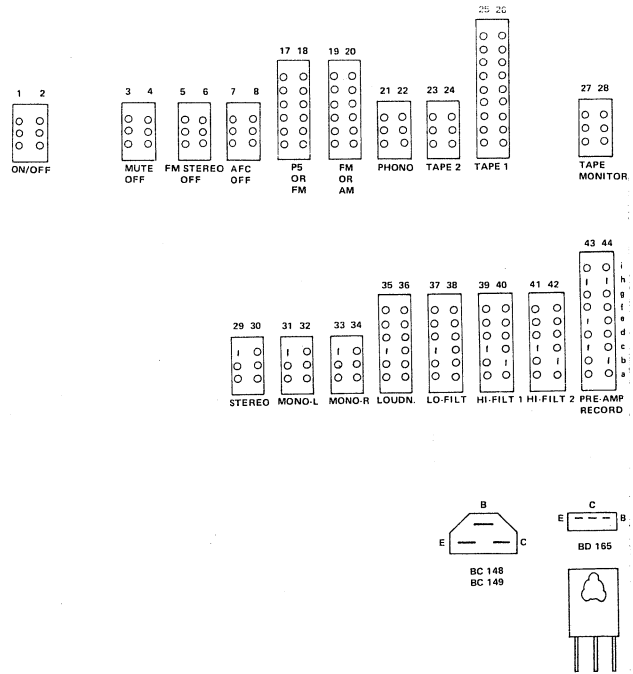 25 26
17 18 19 20
1 2 3 4 5 6 7 8 21 22 23 24 27 28
ON/OFF MUTE OFF FM STEREO OFF AFC OFF P5 OR FM FM OR AM PHONO TAPE 2 TAPE 1 TAPE MONITOR
43 44
35 36 37 38 39 40 41 42
29 30 31 32 33 34
i
h
g
f
e
d
c
b
a
STEREO MONO-L MONO-R LOUDN. LO-FILT HI-FILT 1 HI-FILT 2 PRE-AMP RECORD
B
E C
BC 148
BC 149
C
E B
BD 165